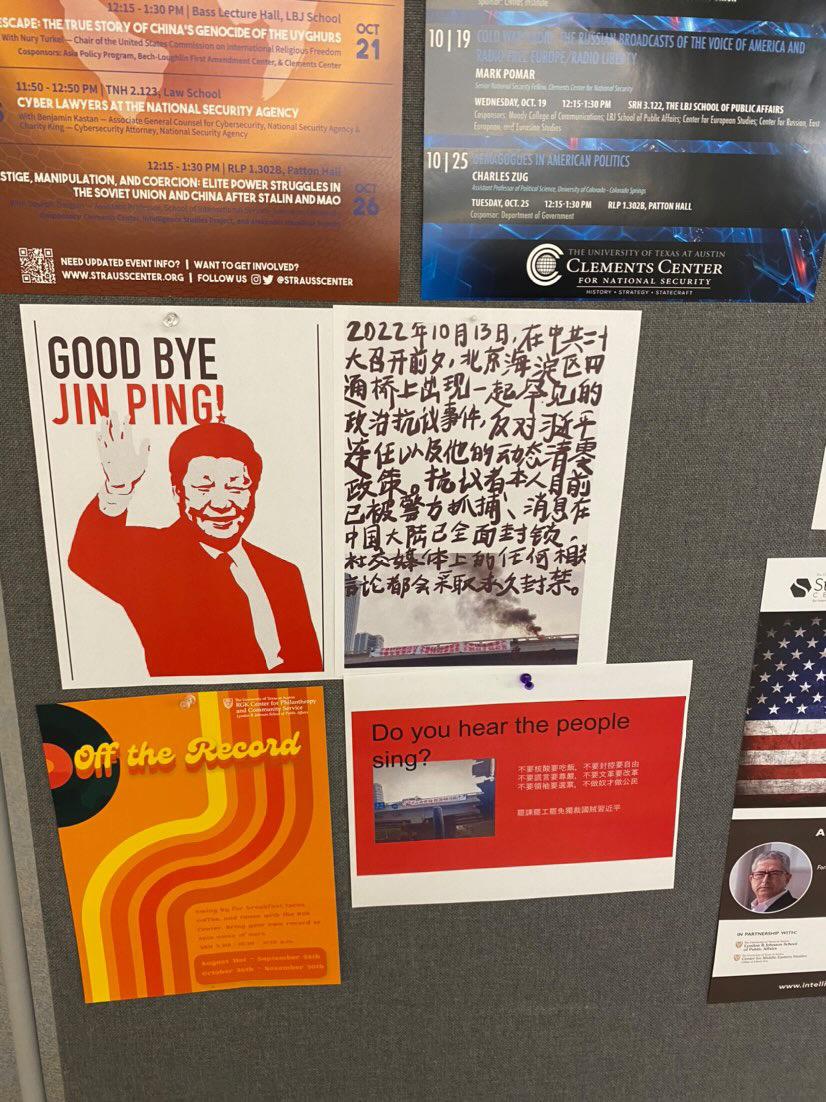 12:15 - 1:30 PM | Bass Lecture Hall, LBJ School
ESCAPE: THE TRUE STORY OF CHINA'S GENOCIDE OF THE UYGHURS
With Nury Turkel — Chair of the United States Commission on International Religious Freedom
Cosponsors: Asia Policy Program, Bech-Loughlin First Amendment Center, & Clements Center
OCT
21
11:50 - 12:50 PM | TNH 2.123, Law School
CYBER LAWYERS AT THE NATIONAL SECURITY AGENCY
With Benjamin Kastan — Associate General Counsel for Cybersecurity, National Security Agency &
Charity King — Cybersecurity Attorney, National Security Agency
12:15 - 1:30 PM | RLP 1.302B, Patton Hall
STIGE, MANIPULATION, AND COERCION: ELITE POWER STRUGGLES IN
THE SOVIET UNION AND CHINA AFTER STALIN AND MAO
OCT
26
NEED UPDATED EVENT INFO? | WANT TO GET INVOLVED?
WWW.STRAUSSCENTER.ORG | FOLLOW US @STRAUSSCENTER
10|19 COLD WAR RADIO: THE RUSSIAN BROADCASTS OF THE VOICE OF AMERICA AND
RADIO FREE EUROPE/RADIO LIBERTY
MARK POMAR
Senior National Security Fellow, Clements Center for National Security
WEDNESDAY, OCT. 19 12:15-1:30 PM SRH 3.122, THE LBJ SCHOOL OF PUBLIC AFFAIRS
Cosponsors: Moody College of Communications; LBJ School of Public Affairs; Center for European Studies; Center for Russian, East
European, and Eurasian Studies
10|25 DEMAGOGUES IN AMERICAN POLITICS
CHARLES ZUG
Assistant Professor of Political Science, University of Colorado - Colorado Springs
TUESDAY, OCT. 25 12:15-1:30 PM RLP 1.302B, PATTON HALL
Cosponsor: Department of Government
THE UNIVERSITY OF TEXAS AT AUSTIN
CLEMENTS CENTER
FOR NATIONAL SECURITY
HISTORY • STRATEGY • STATECRAFT
GOOD BYE
JIN PING!
2022年10月13日,在中共二十
大召开前夕,北京海淀区四
通桥上出现一起罕见的
政治抗议事件,反对习近平
连任以及他的动态清零
政策。抗议者本人目前
已被警方抓捕、消息在
中国大陆已全面封锁,
社交媒体上的任何相关
言论都会采取永久封禁。
The University of Texas at Austin
RGK Center for Philanthropy
and Community Service
Lyndon B. Johnson School of Public Affairs
Off the Record
Swing by for breakfast tacos,
coffee, and tunes with the RGK
Center. Bring your own record or
August 31st - September 28th
October 26th - November 30th
Do you hear the people
sing?
不要核酸要吃飯，不要封控要自由
不要謊言要尊嚴，不要文革要改革
不要領袖要選票，不做奴才做公民
罷課罷工罷免獨裁國賊習近平
IN PARTNERSHIP WITH:
The University of Texas at Austin
Lyndon B. Johnson School
of Public Affairs
The University of Texas at Austin
Center for Middle Eastern Studies
www.intelli